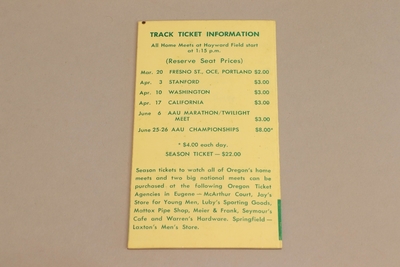 TRACK TICKET INFORMATION
All Home Meets at Hayward Field start
at 1:15 p.m.
(Reserve Seat Prices)
Mar. 20 FRESNO ST., OCE, PORTLAND $2.00
Apr. 3 STANFORD $3.00
Apr. 10 WASHINGTON $3.00
Apr. 17 CALIFORNIA $3.00
June 6 AAU MARATHON/TWILIGHT
MEET $3.00
June 25-26 AAU CHAMPIONSHIPS $8.00*
* $4.00 each day.
SEASON TICKET — $22.00
Season tickets to watch all of Oregon's home
meets and two big national meets can be
purchased at the following Oregon Ticket
Agencies in Eugene — McArthur Court, Jay's
Store for Young Men, Luby's Sporting Goods,
Mattox Pipe Shop, Meier & Frank, Seymour's
Cafe and Warren's Hardware. Springfield —
Laxton's Men's Store.